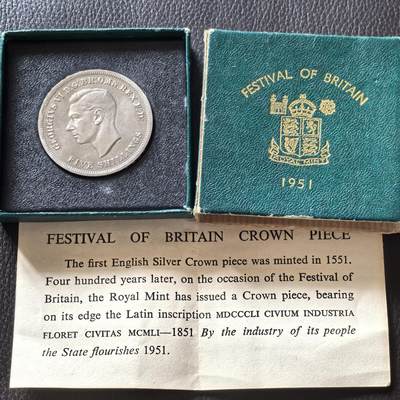 GEORGIVS VI D:G:BR:OMN:REX F:D:
FIVE SHILLINGS
FESTIVAL OF BRITAIN
ROYAL MINT
1951
FESTIVAL OF BRITAIN CROWN PIECE
The first English Silver Crown piece was minted in 1551.
Four hundred years later, on the occasion of the Festival of
Britain, the Royal Mint has issued a Crown piece, bearing
on its edge the Latin inscription MDCCCLI CIVIUM INDUSTRIA
FLORET CIVITAS MCMLI—1851 By the industry of its people
the State flourishes 1951.